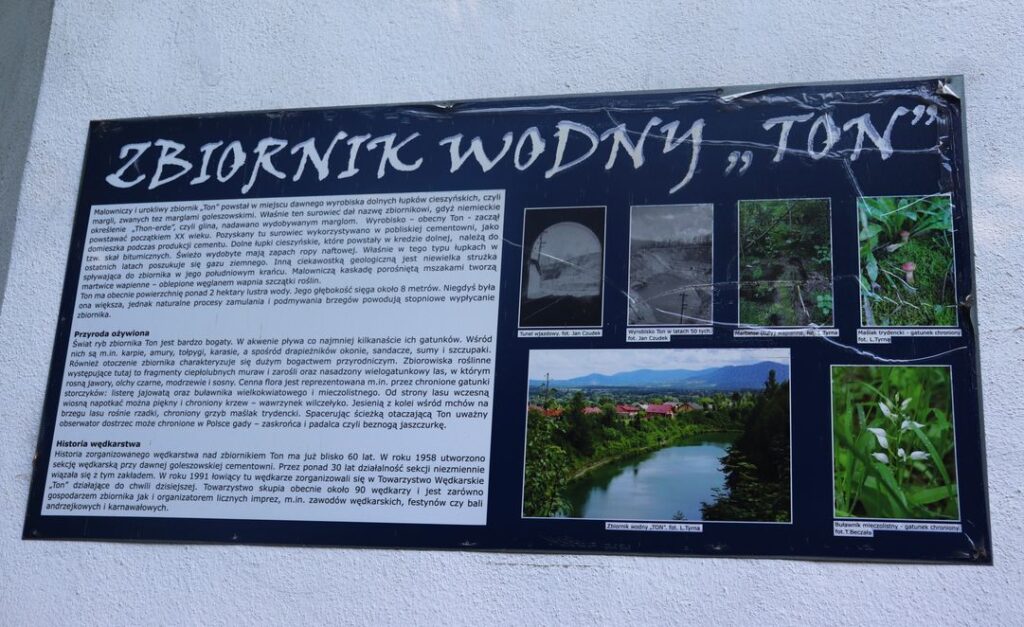 ZBIORNIK WODNY „TON”
Malowniczy i urokliwy zbiornik „Ton” powstał w miejscu dawnego wyrobiska dolnych łupków cieszyńskich, czyli
margli, zwanych tez marglami goleszowskimi. Właśnie ten surowiec dał nazwę zbiornikowi, gdyż niemieckie
określenie „Thon-erde”, czyli glina, nadawano wydobywanym marglom. Wyrobisko – obecny Ton - zaczął
powstawać początkiem XX wieku. Pozyskany tu surowiec wykorzystywano w pobliskiej cementowni, jako
domieszka podczas produkcji cementu. Dolne łupki cieszyńskie, które powstały w kredzie dolnej, należą do
tzw. skał bitumicznych. Świeżo wydobyte mają zapach ropy naftowej. Właśnie w tego typu łupkach w
ostatnich latach poszukuje się gazu ziemnego. Inną ciekawostką geologiczną jest niewielka strużka
spływająca do zbiornika w jego południowym krańcu. Malowniczą kaskadę porośniętą mszakami tworzą
martwice wapienne – oblepione węglanem wapnia szczątki roślin.
Ton ma obecnie powierzchnię ponad 2 hektary lustra wody. Jego głębokość sięga około 8 metrów. Niegdyś była
ona większa, jednak naturalne procesy zamulania i podmywania brzegów powodują stopniowe wypłycanie
zbiornika.
Przyroda ożywiona
Świat ryb zbiornika Ton jest bardzo bogaty. W akwenie pływa co najmniej kilkanaście ich gatunków. Wśród
nich są m.in. karpie, amury, tołpygi, karasie, a spośród drapieżników okonie, sandacze, sumy i szczupaki.
Również otoczenie zbiornika charakteryzuje się dużym bogactwem przyrodniczym. Zbiorowiska roślinne
występujące tutaj to fragmenty ciepłolubnych muraw i zarośli oraz nasadzony wielogatunkowy las, w którym
rosną jawory, olchy czarne, modrzewie i sosny. Cenna flora jest reprezentowana m.in. przez chronione gatunki
storczyków: listerę jajowatą oraz buławnika wielkokwiatowego i mieczolistnego. Od strony lasu wczesną
wiosną napotkać można piękny i chroniony krzew – wawrzynek wilczełyko. Jesienią z kolei wśród mchów na
brzegu lasu rośnie rzadki, chroniony grzyb maślak trydencki. Spacerując ścieżką otaczającą Ton uważny
obserwator dostrzec może chronione w Polsce gady – zaskrońca i padalca czyli beznogą jaszczurkę.
Historia wędkarstwa
Historia zorganizowanego wędkarstwa nad zbiornikiem Ton ma już blisko 60 lat. W roku 1958 utworzono
sekcję wędkarską przy dawnej goleszowskiej cementowni. Przez ponad 30 lat działalność sekcji niezmiennie
wiązała się z tym zakładem. W roku 1991 łowiący tu wędkarze zorganizowali się w Towarzystwo Wędkarskie
„Ton” działające do chwili dzisiejszej. Towarzystwo skupia obecnie około 90 wędkarzy i jest zarówno
gospodarzem zbiornika jak i organizatorem licznych imprez, m.in. zawodów wędkarskich, festynów czy bali
andrzejkowych i karnawałowych.
Tunel wjazdowy, fot. Jan Czudek
Wyrobisko Ton w latach 50 tych
fot. Jan Czudek
Martwice (tufy) wapienne, fot. L.Tyrna
Maślak trydencki - gatunek chroniony
fot. L.Tyrna
Zbiornik wodny „TON”, fot. L.Tyrna
Buławnik mieczolistny - gatunek chroniony
fot. T.Beczała